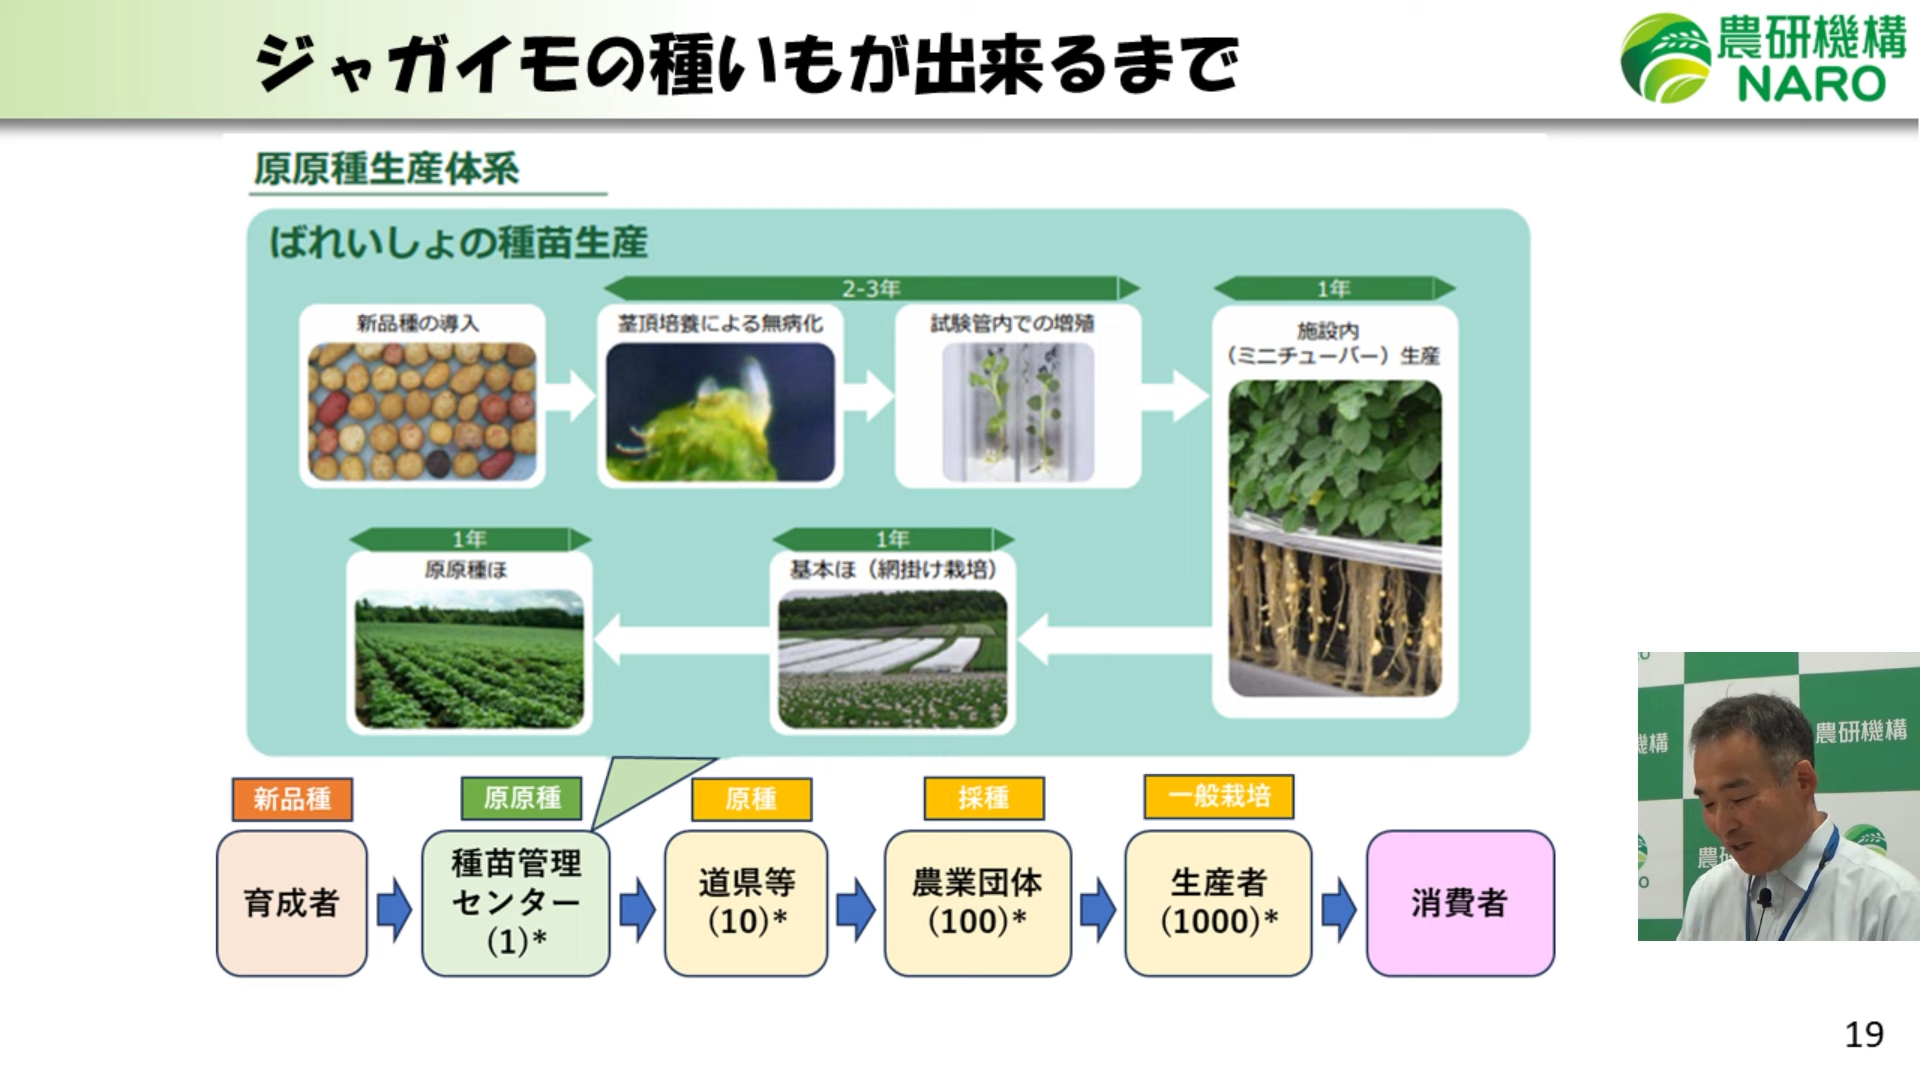 ジャガイモの種いもが出来るまで
農研機構
NARO
原原種生産体系
ばれいしょの種苗生産
2-3年
1年
新品種の導入
茎頂培養による無病化
試験管内での増殖
施設内
（ミニチューバー）生産
1年
1年
原原種ほ
基本ほ（網掛け栽培）
新品種
原原種
原種
採種
一般栽培
育成者
種苗管理
センター
(1)*
道県等
(10)*
農業団体
(100)*
生産者
(1000)*
消費者
農研機構
機構
19